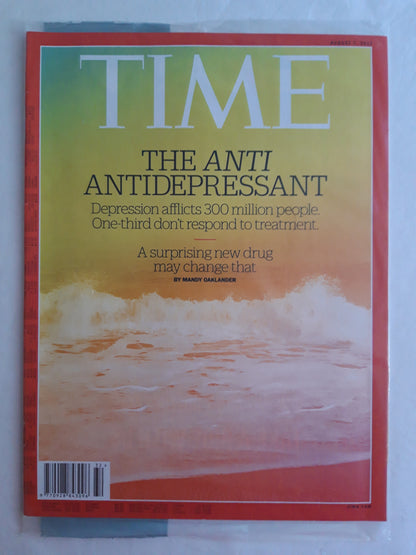 TIME
THE ANTI
ANTIDEPRESSANT
Depression afflicts 300 million people.
One-third don't respond to treatment.
A surprising new drug
may change that
BY MANDY OAKLANDER